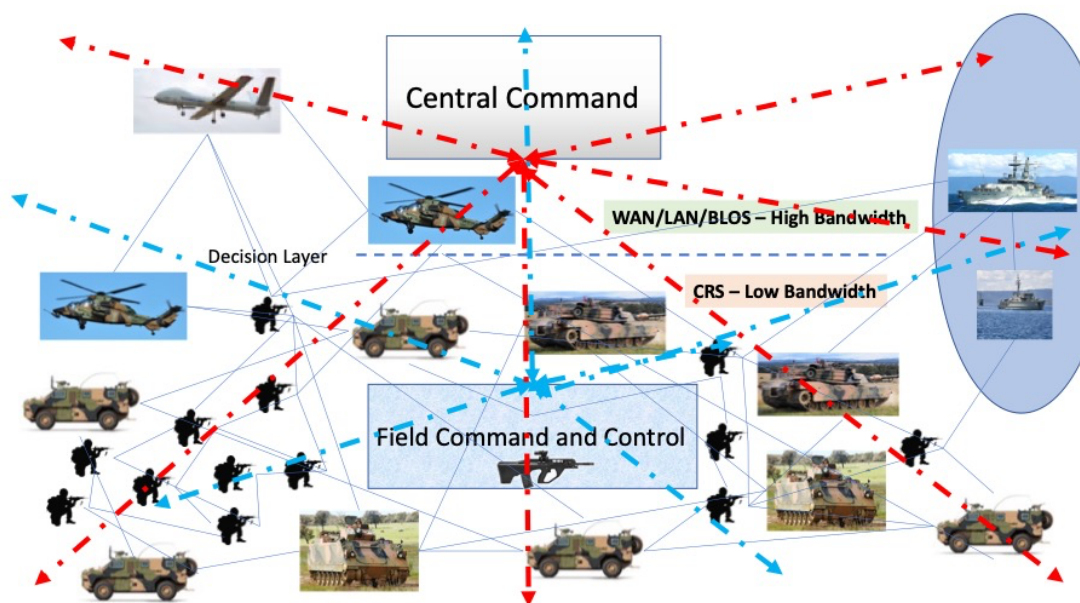 Central Command
WAN/LAN/BLOS – High Bandwidth
Decision Layer
CRS – Low Bandwidth
Field Command and Control